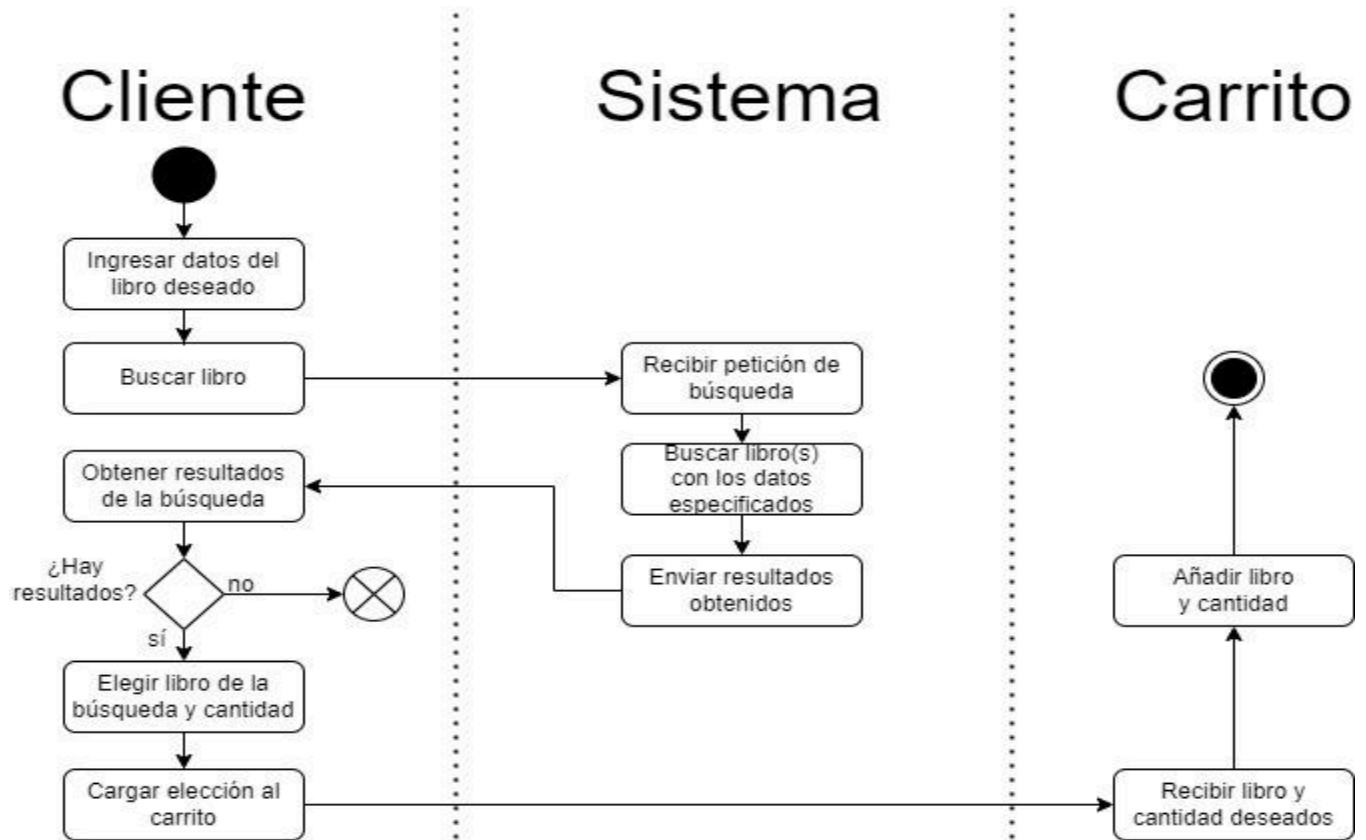 Cliente
Sistema
Carrito
Ingresar datos del
libro deseado
Buscar libro
Recibir petición de
búsqueda
Buscar libro(s)
con los datos
especificados
Enviar resultados
obtenidos
Obtener resultados
de la búsqueda
¿Hay
resultados?
no
sí
Elegir libro de la
búsqueda y cantidad
Cargar elección al
carrito
Recibir libro y
cantidad deseados
Añadir libro
y cantidad